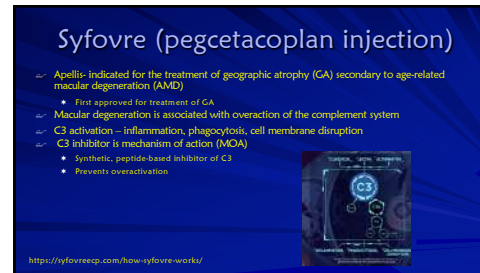 Syfovre (pegcetacoplan injection)
Apellis- indicated for the treatment of geographic atrophy (GA) secondary to age-related
macular degeneration (AMD)
First approved for treatment of GA
Macular degeneration is associated with overaction of the complement system
C3 activation – inflammation, phagocytosis, cell membrane disruption
C3 inhibitor is mechanism of action (MOA)
Synthetic, peptide-based inhibitor of C3
Prevents overactivation
C3
https://syfovreecp.com/how-syfovre-works/